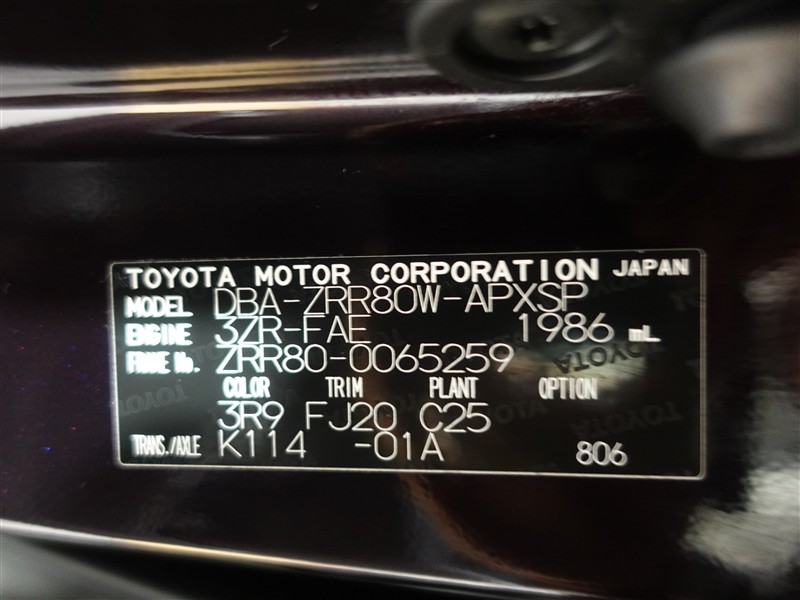 TOYOTA MOTOR CORPORATION JAPAN
MODEL DBA-ZRR80W-APXSP
ENGINE 3ZR-FAE 1986 mL
FRAME No. ZRR80-0065259
COLOR TRIM PLANT OPTION
3R9 FJ20 C25
TRANS./AXLE K114 -01A 806